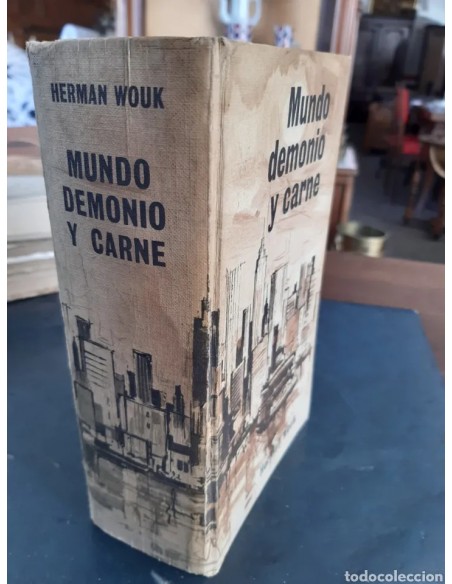 HERMAN WOUK
MUNDO
DEMONIO
Y CARNE
Mundo
demonio
y carne
todocoleccion